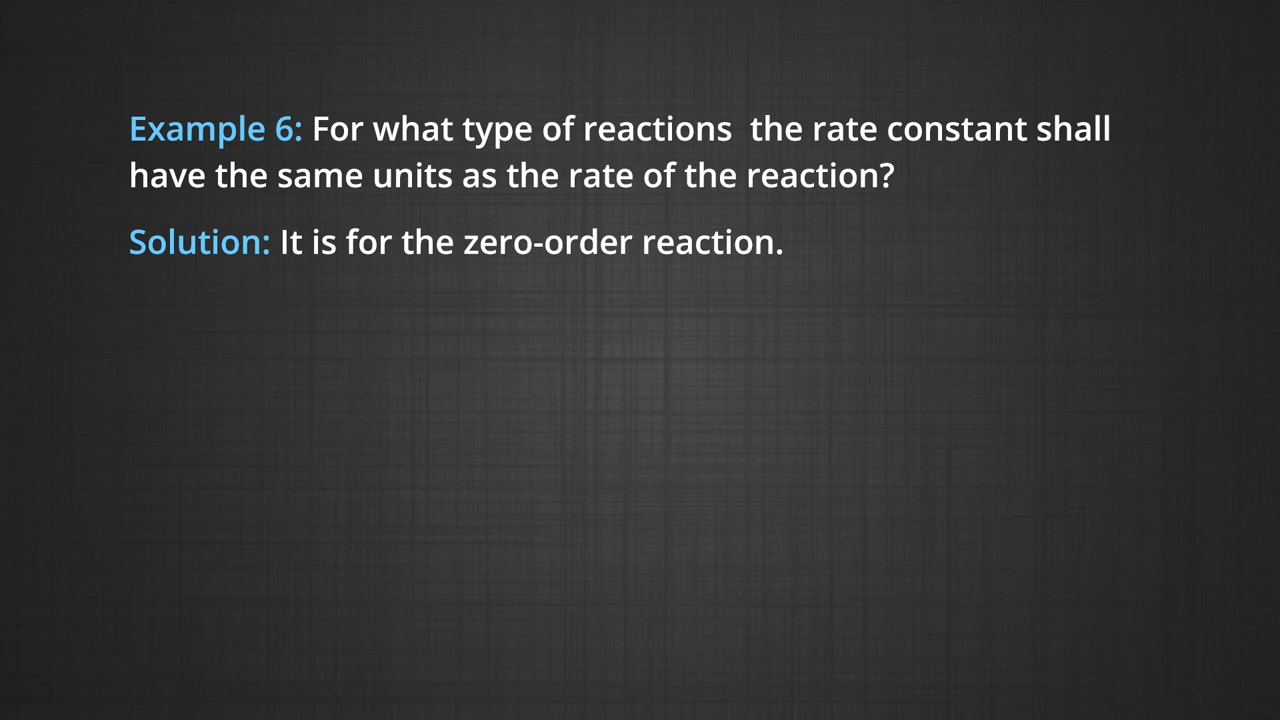 Example 6: For what type of reactions  the rate constant shall
have the same units as the rate of the reaction?
Solution: It is for the zero-order reaction.